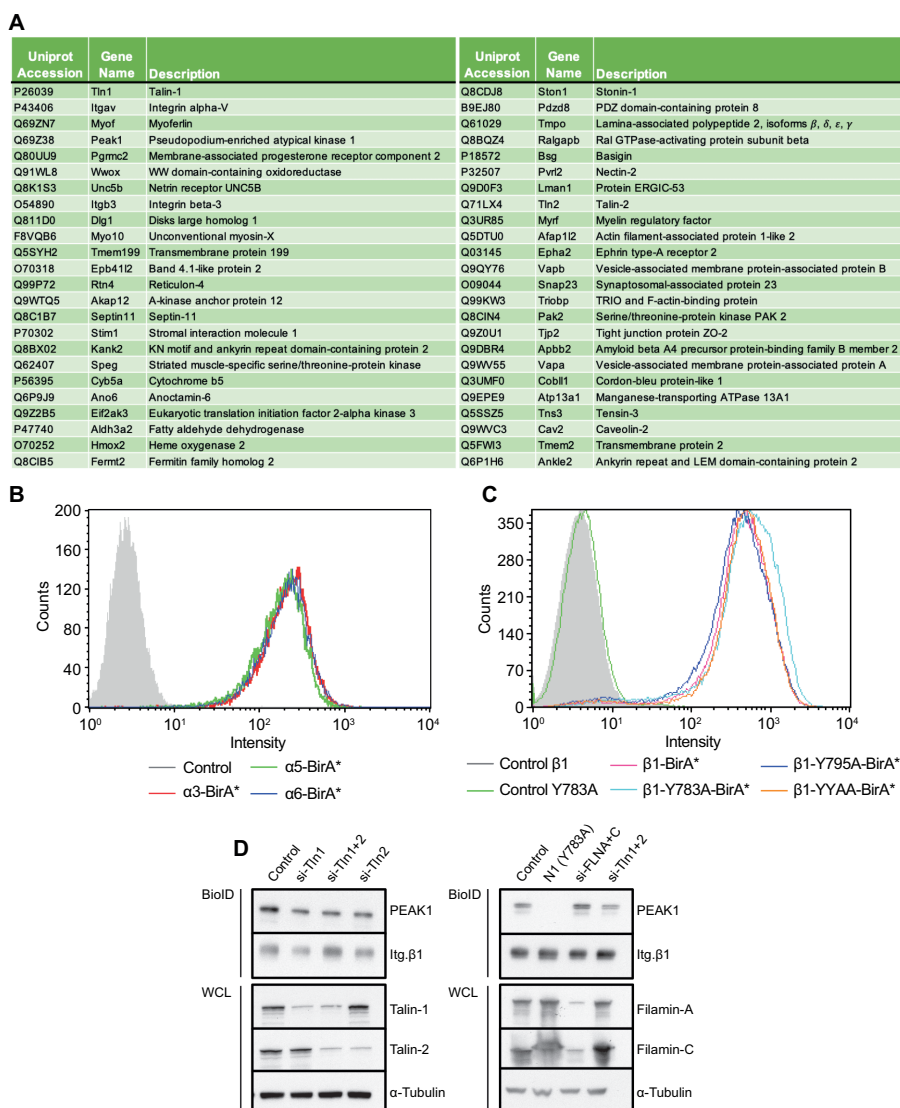 A
Uniprot Accession Gene Name Description Uniprot Accession Gene Name Description
P26039 Tln1 Talin-1 Q8CDJ8 Ston1 Stonin-1
P43406 Itgav Integrin alpha-V B9EJ80 Pdzd8 PDZ domain-containing protein 8
Q69ZN7 Myof Myoferlin Q61029 Tmpo Lamina-associated polypeptide 2, isoforms β, δ, ε, γ
Q69Z38 Peak1 Pseudopodium-enriched atypical kinase 1 Q8BQZ4 Ralgapb Ral GTPase-activating protein subunit beta
Q80UU9 Pgrmc2 Membrane-associated progesterone receptor component 2 P18572 Bsg Basigin
Q91WL8 Wwox WW domain-containing oxidoreductase P32507 Pvrl2 Nectin-2
Q8K1S3 Unc5b Netrin receptor UNC5B Q9D0F3 Lman1 Protein ERGIC-53
O54890 Itgb3 Integrin beta-3 Q71LX4 Tln2 Talin-2
Q811D0 Dlg1 Disks large homolog 1 Q3UR85 Myrf Myelin regulatory factor
F8VQB6 Myo10 Unconventional myosin-X Q5DTU0 Afap1l2 Actin filament-associated protein 1-like 2
Q5SYH2 Tmem199 Transmembrane protein 199 Q03145 Epha2 Ephrin type-A receptor 2
O70318 Epb41l2 Band 4.1-like protein 2 Q9QY76 Vapb Vesicle-associated membrane protein-associated protein B
Q99P72 Rtn4 Reticulon-4 O09044 Snap23 Synaptosomal-associated protein 23
Q9WTQ5 Akap12 A-kinase anchor protein 12 Q99KW3 Triobp TRIO and F-actin-binding protein
Q8C1B7 Septin11 Septin-11 Q8CIN4 Pak2 Serine/threonine-protein kinase PAK 2
P70302 Stim1 Stromal interaction molecule 1 Q9Z0U1 Tjp2 Tight junction protein ZO-2
Q8BX02 Kank2 KN motif and ankyrin repeat domain-containing protein 2 Q9DBR4 Apbb2 Amyloid beta A4 precursor protein-binding family B member 2
Q62407 Speg Striated muscle-specific serine/threonine-protein kinase Q9WV55 Vapa Vesicle-associated membrane protein-associated protein A
P56395 Cyb5a Cytochrome b5 Q3UMF0 Cobll1 Cordon-bleu protein-like 1
Q6P9J9 Ano6 Anoctamin-6 Q9EPE9 Atp13a1 Manganese-transporting ATPase 13A1
Q9Z2B5 Eif2ak3 Eukaryotic translation initiation factor 2-alpha kinase 3 Q5SSZ5 Tns3 Tensin-3
P47740 Aldh3a2 Fatty aldehyde dehydrogenase Q9WVC3 Cav2 Caveolin-2
O70252 Hmox2 Heme oxygenase 2 Q5FWI3 Tmem2 Transmembrane protein 2
Q8CIB5 Fermt2 Fermitin family homolog 2 Q6P1H6 Ankle2 Ankyrin repeat and LEM domain-containing protein 2
B
200
160
120
80
40
0
Counts
10⁰ 10¹ 10² 10³ 10⁴
Intensity
Control α5-BirA*
α3-BirA* α6-BirA*
C
350
280
210
140
70
0
Counts
10⁰ 10¹ 10² 10³ 10⁴
Intensity
Control β1 β1-BirA* β1-Y795A-BirA*
Control Y783A β1-Y783A-BirA* β1-YYAA-BirA*
D
Control si-Tln1 si-Tln1+2 si-Tln2
BioID
PEAK1
Itg.β1
WCL
Talin-1
Talin-2
α-Tubulin
Control N1 (Y783A) si-FLNA+C si-Tln1+2
BioID
PEAK1
Itg.β1
WCL
Filamin-A
Filamin-C
α-Tubulin